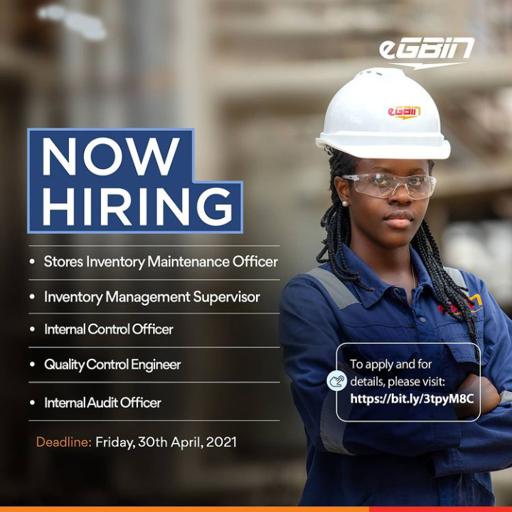 eGBIN
eGBIN
NOW
HIRING
• Stores Inventory Maintenance Officer
• Inventory Management Supervisor
• Internal Control Officer
• Quality Control Engineer
• Internal Audit Officer
To apply and for
details, please visit:
https://bit.ly/3tpyM8C
Deadline: Friday, 30th April, 2021